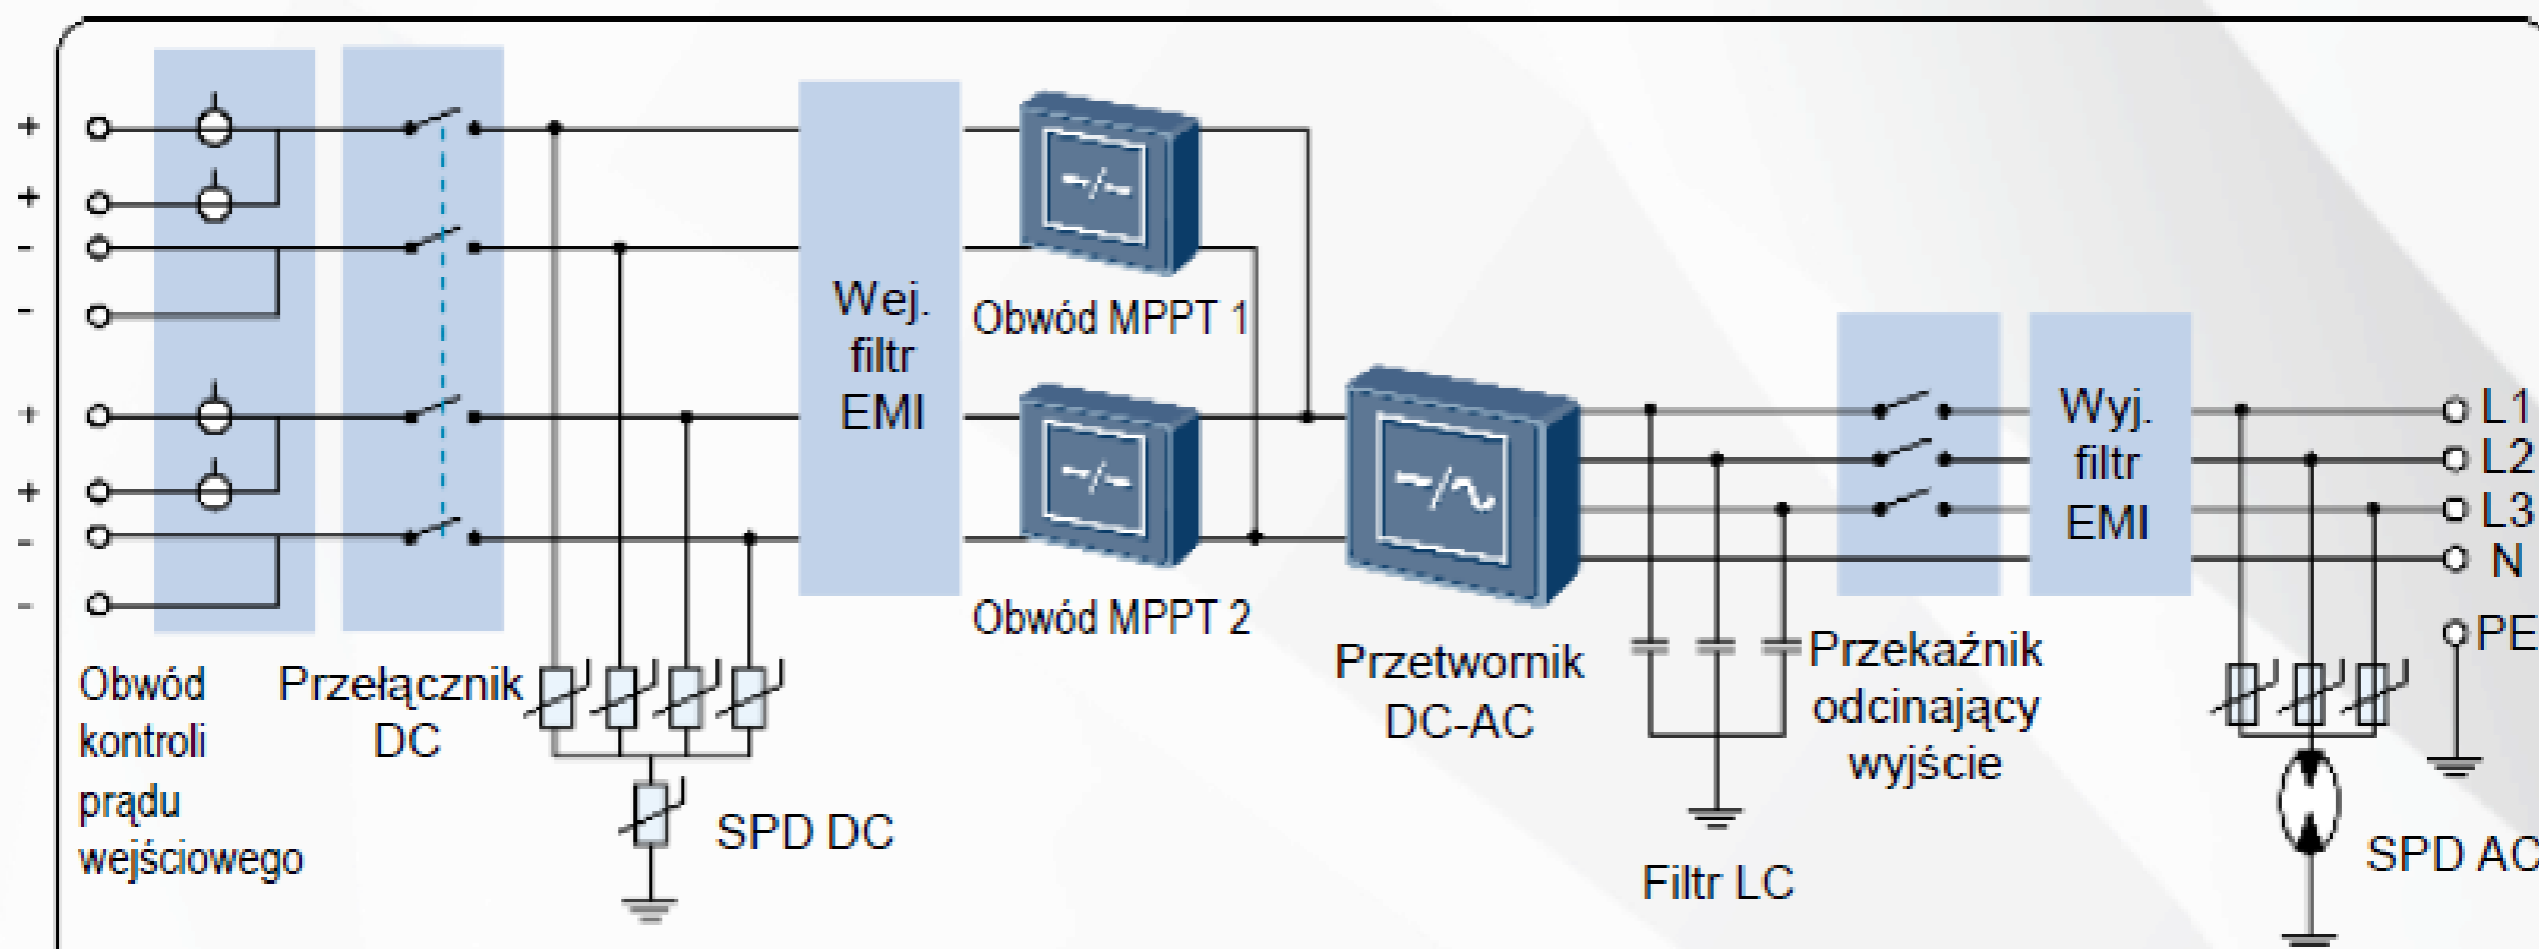 +
+
-
-
+
+
-
-
Obwód
kontroli
prądu
wejściowego
Przełącznik
DC
SPD DC
Wej.
filtr
EMI
Obwód MPPT 1
Obwód MPPT 2
Przetwornik
DC-AC
Filtr LC
Przekaźnik
odcinający
wyjście
Wyj.
filtr
EMI
L1
L2
L3
N
PE
SPD AC